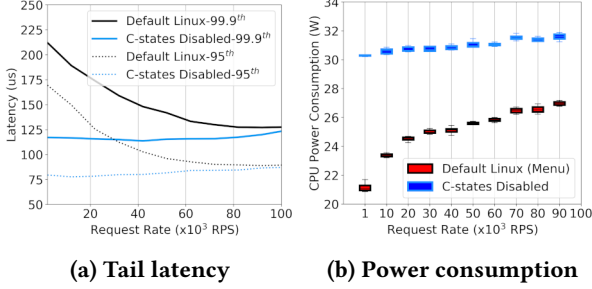 250
225
200
175
150
125
100
75
50
Latency (us)
Default Linux-99.9th
C-states Disabled-99.9th
Default Linux-95th
C-states Disabled-95th
20 40 60 80 100
Request Rate (x10³ RPS)
(a) Tail latency
34
32
30
28
26
24
22
20
CPU Power Consumption (W)
Default Linux (Menu)
C-states Disabled
1 10 20 30 40 50 60 70 80 90 100
Request Rate (x10³ RPS)
(b) Power consumption